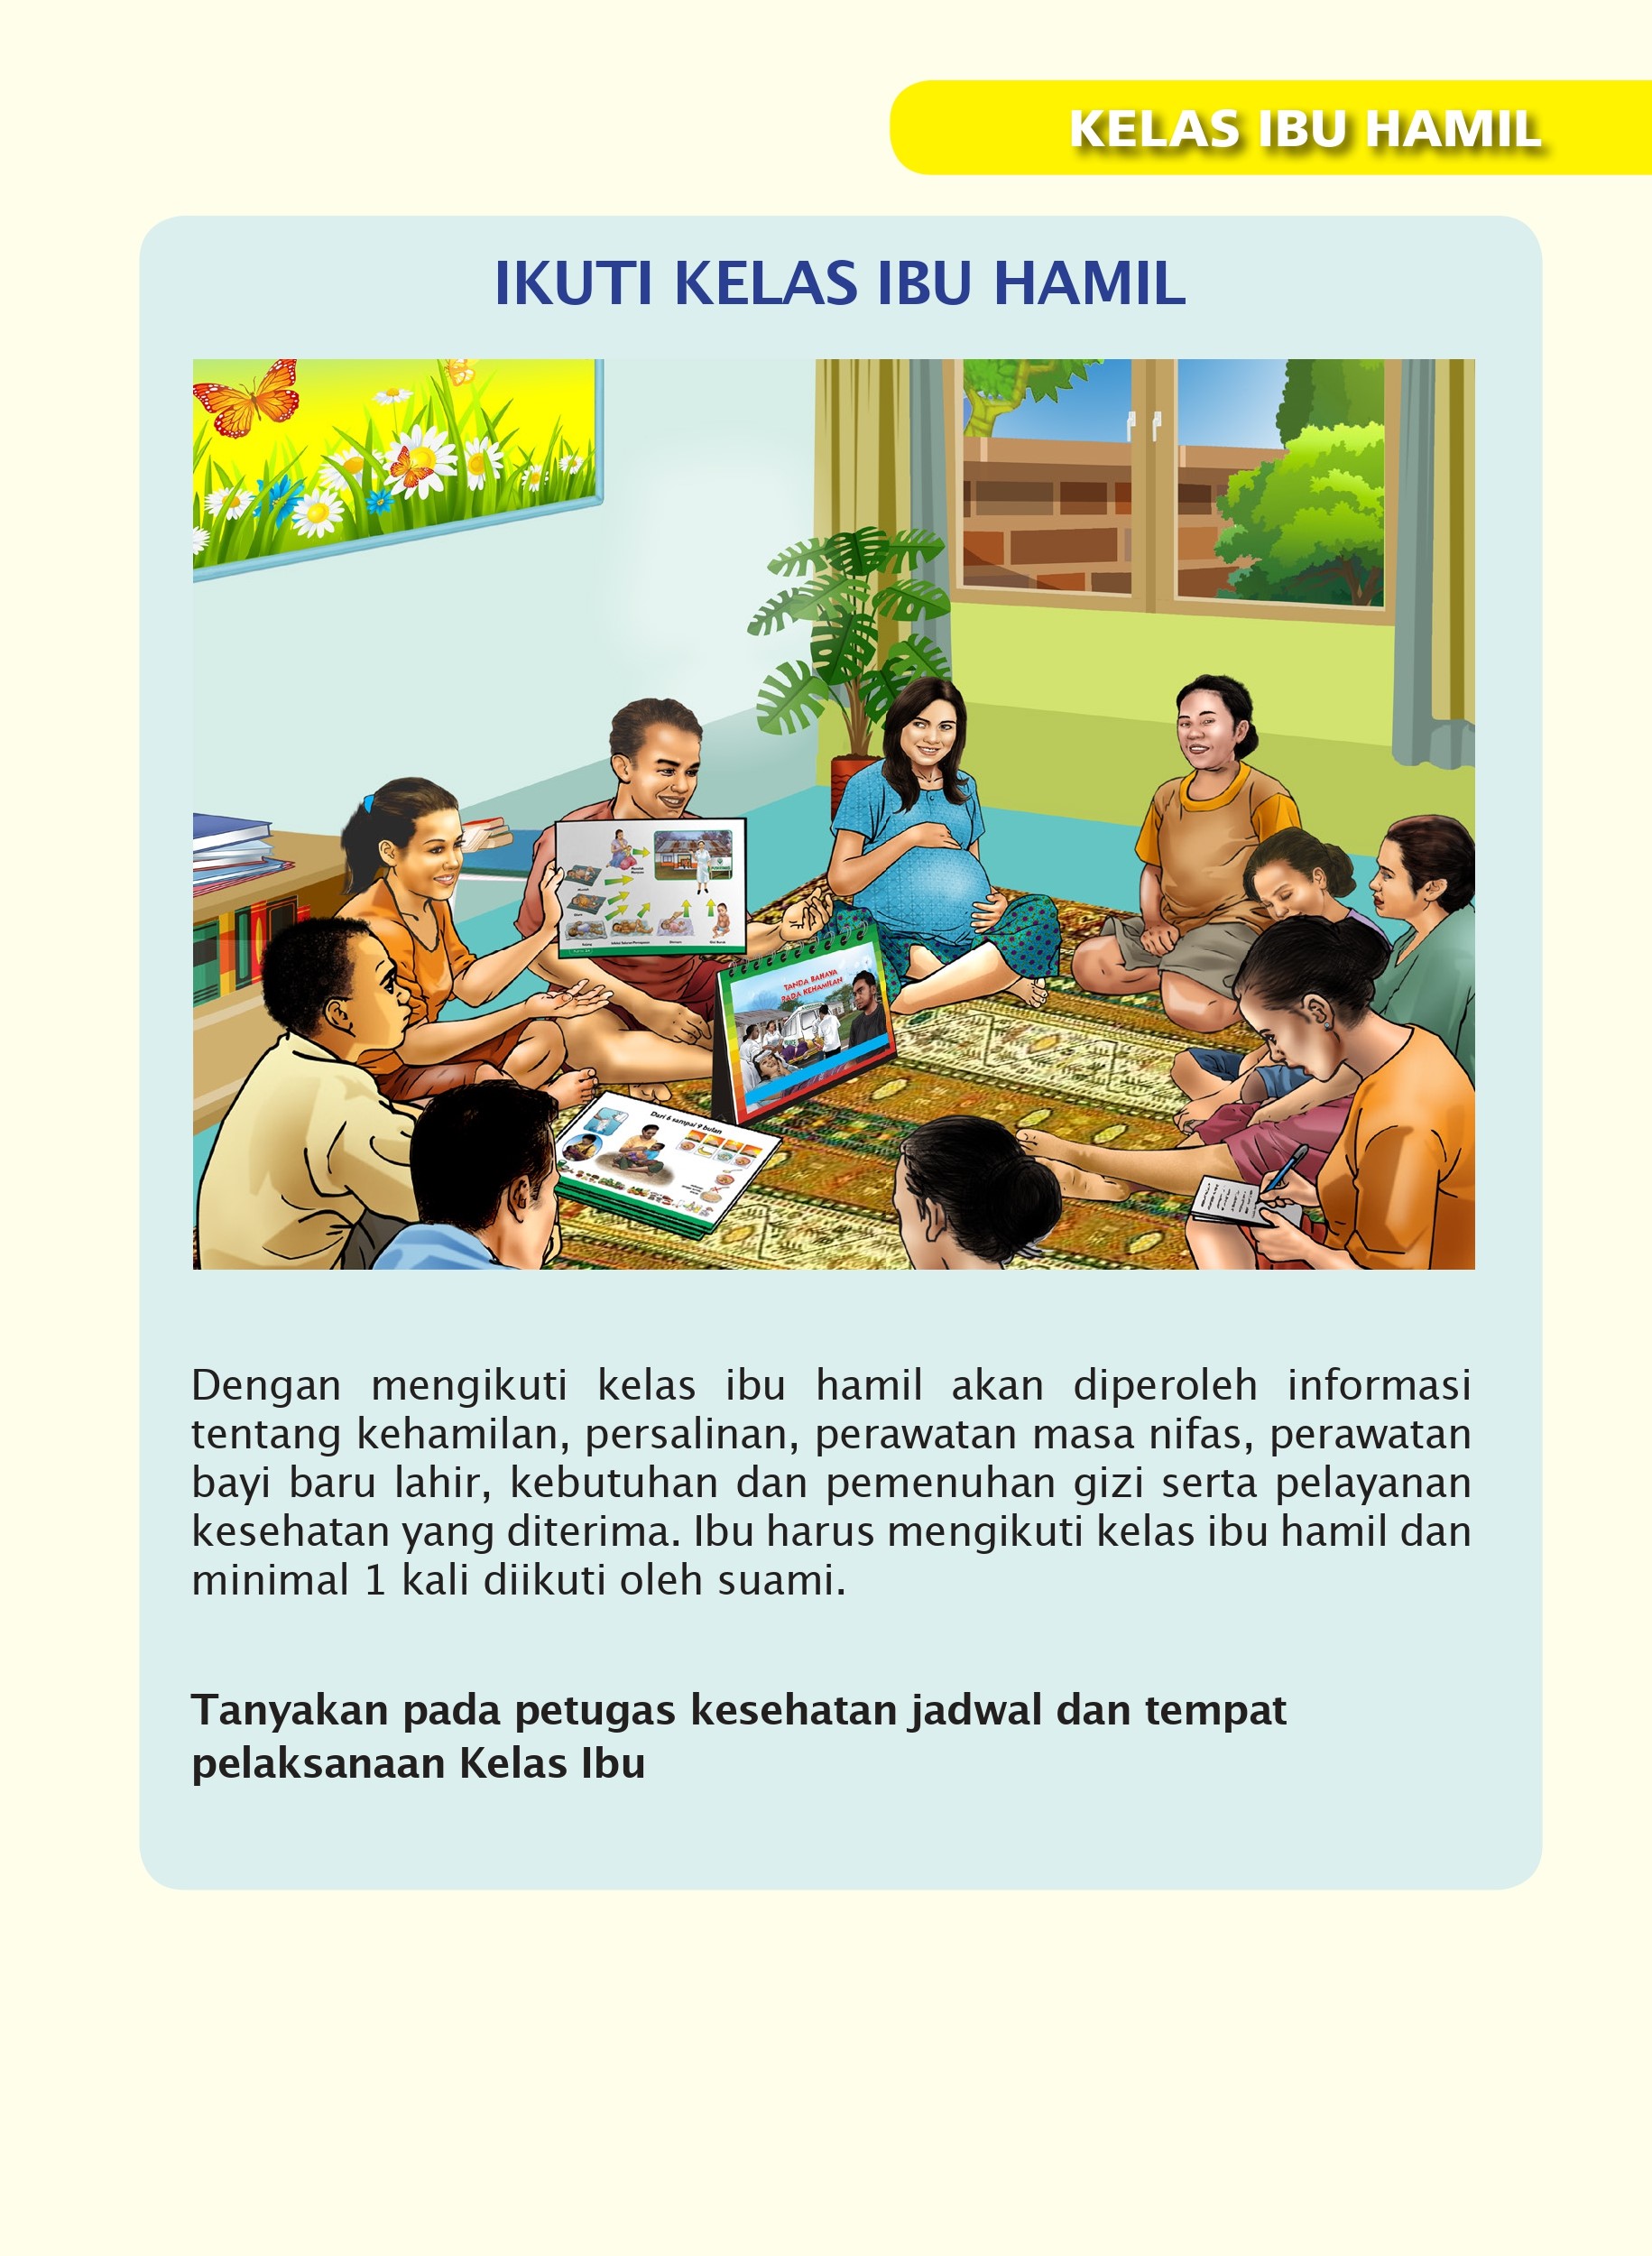 KELAS IBU HAMIL
IKUTI KELAS IBU HAMIL
TANDA BAHAYA
PADA KEHAMILAN
Dari 6 sampai 9 bulan
Dengan mengikuti kelas ibu hamil akan diperoleh informasi
tentang kehamilan, persalinan, perawatan masa nifas, perawatan
bayi baru lahir, kebutuhan dan pemenuhan gizi serta pelayanan
kesehatan yang diterima. Ibu harus mengikuti kelas ibu hamil dan
minimal 1 kali diikuti oleh suami.
Tanyakan pada petugas kesehatan jadwal dan tempat
pelaksanaan Kelas Ibu